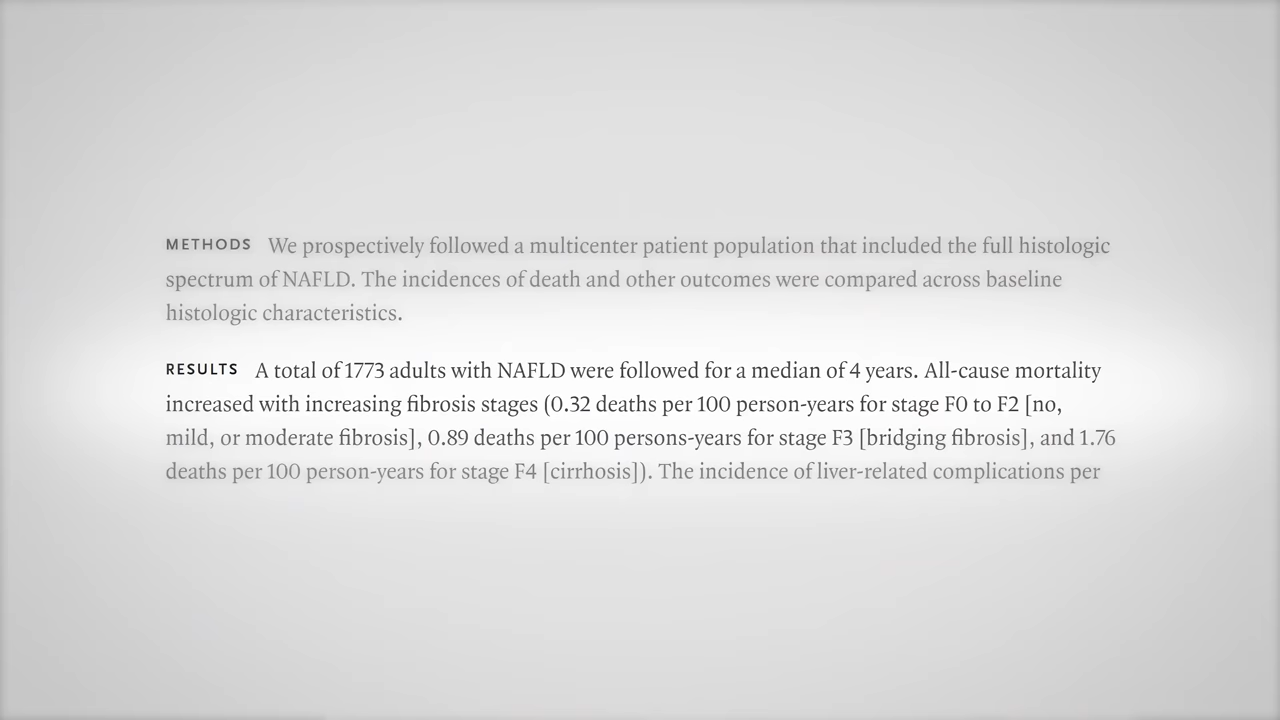 METHODS We prospectively followed a multicenter patient population that included the full histologic
spectrum of NAFLD. The incidences of death and other outcomes were compared across baseline
histologic characteristics.
RESULTS A total of 1773 adults with NAFLD were followed for a median of 4 years. All-cause mortality
increased with increasing fibrosis stages (0.32 deaths per 100 person-years for stage F0 to F2 [no,
mild, or moderate fibrosis], 0.89 deaths per 100 persons-years for stage F3 [bridging fibrosis], and 1.76
deaths per 100 person-years for stage F4 [cirrhosis]). The incidence of liver-related complications per